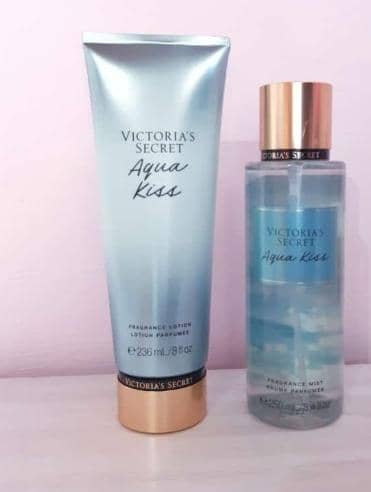 VICTORIA'S
SECRET
Aqua
Kiss
FRAGRANCE LOTION
LOTION PARFUMÉE
℮ 236 mL/8 fl oz
VICTORIA'S SECRET
VICTORIA'S SECRET
VICTORIA'S
SECRET
Aqua Kiss
FRAGRANCE MIST
BRUME PARFUMÉE